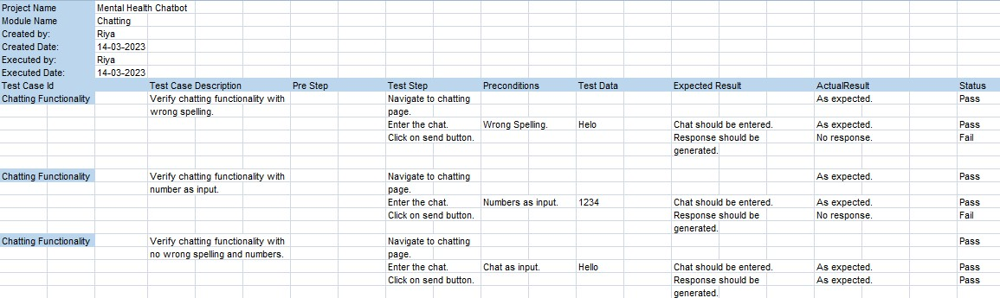 Project Name Mental Health Chatbot
Module Name Chatting
Created by: Riya
Created Date: 14-03-2023
Executed by: Riya
Executed Date: 14-03-2023
Test Case Id Test Case Description Pre Step Test Step Preconditions Test Data Expected Result ActualResult Status
Chatting Functionality Verify chatting functionality with Navigate to chatting As expected. Pass
wrong spelling. page.
Enter the chat. Wrong Spelling. Helo Chat should be entered. As expected. Pass
Click on send button. Response should be No response. Fail
generated.
Chatting Functionality Verify chatting functionality with Navigate to chatting As expected. Pass
number as input. page.
Enter the chat. Numbers as input. 1234 Chat should be entered. As expected. Pass
Click on send button. Response should be No response. Fail
generated.
Chatting Functionality Verify chatting functionality with Navigate to chatting Pass
no wrong spelling and numbers. page.
Enter the chat. Chat as input. Hello Chat should be entered. As expected. Pass
Click on send button. Response should be As expected. Pass
generated.